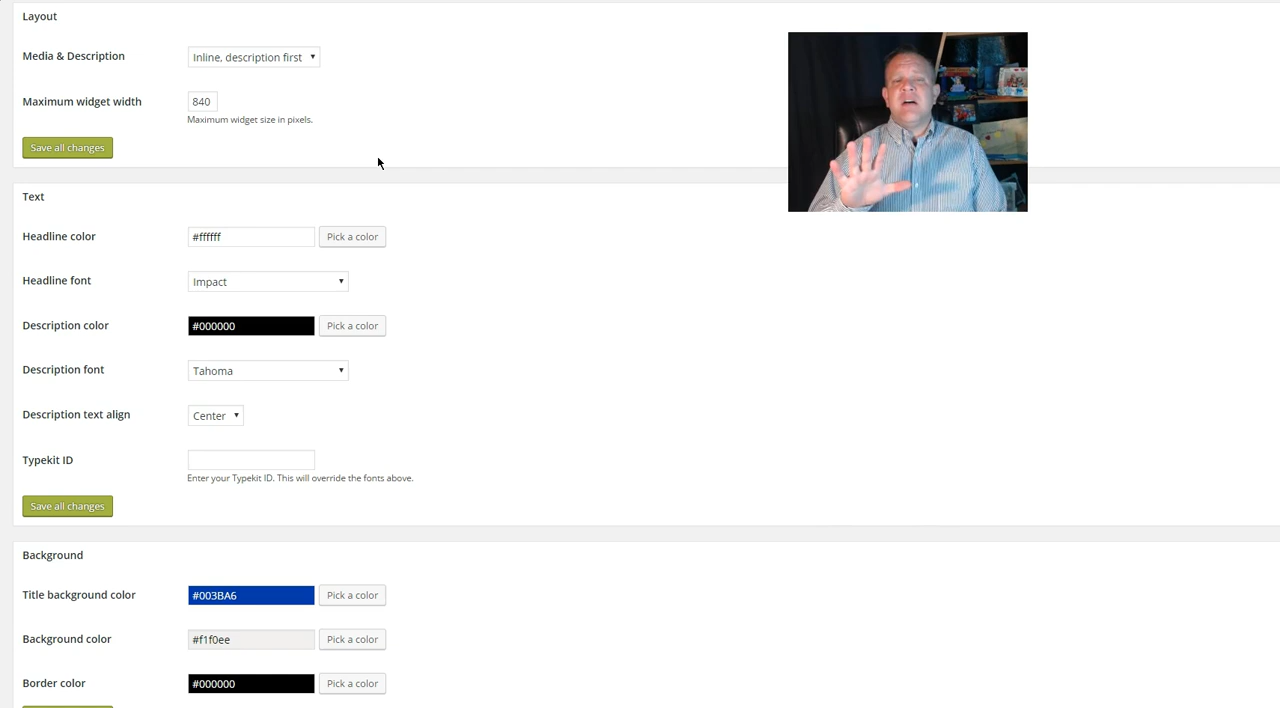 Layout
Media & Description
Inline, description first
Maximum widget width
840
Maximum widget size in pixels.
Save all changes
Text
Headline color
#ffffff
Pick a color
Headline font
Impact
Description color
#000000
Pick a color
Description font
Tahoma
Description text align
Center
Typekit ID
Enter your Typekit ID. This will override the fonts above.
Save all changes
Background
Title background color
#003BA6
Pick a color
Background color
#f1f0ee
Pick a color
Border color
#000000
Pick a color